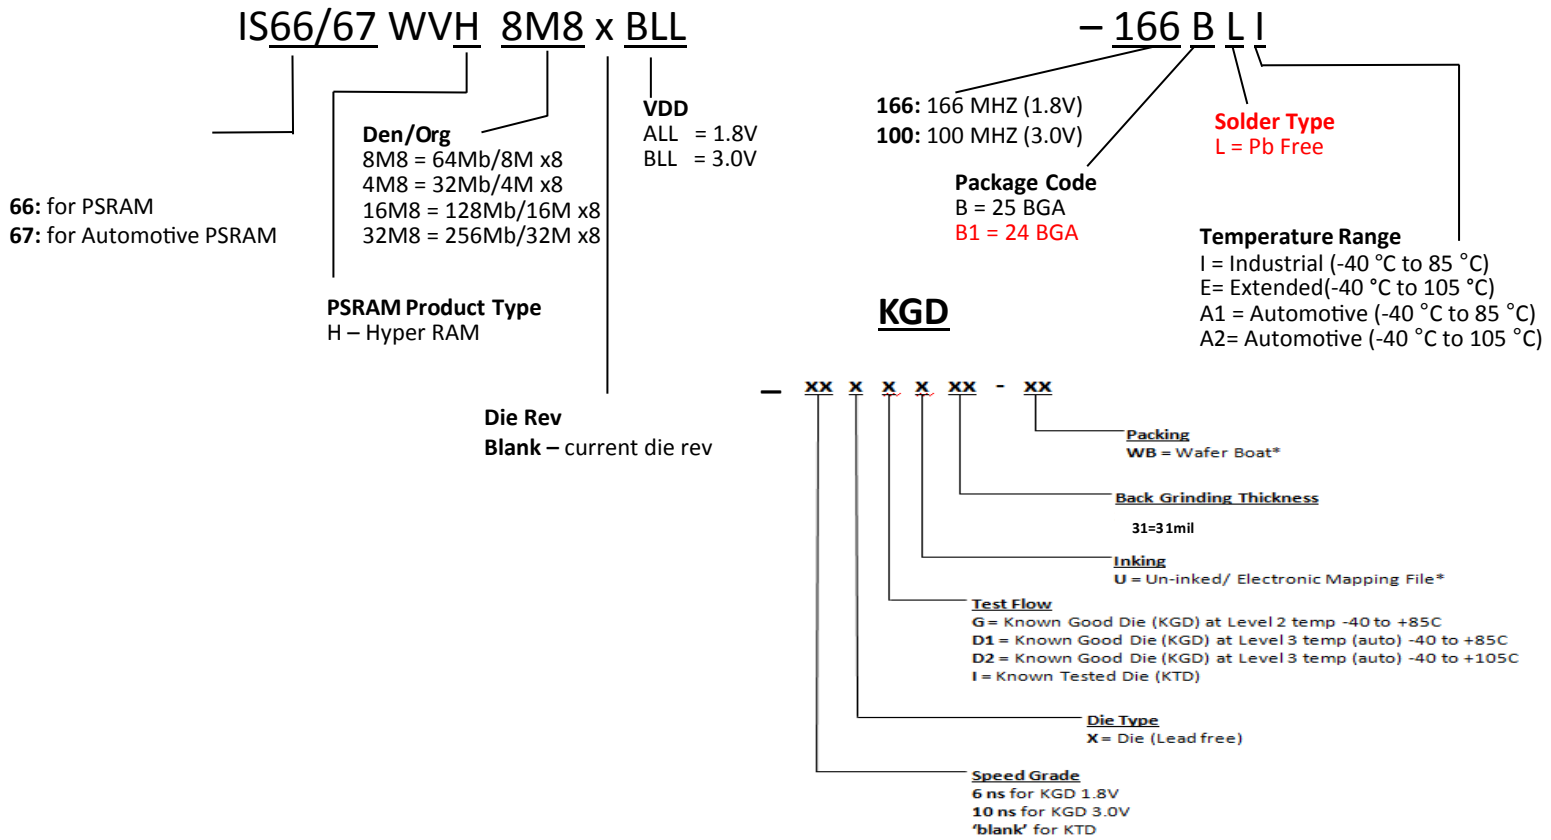 IS66/67 WVH 8M8 x BLL
– 166 B L I
66: for PSRAM
67: for Automotive PSRAM
Den/Org
8M8 = 64Mb/8M x8
4M8 = 32Mb/4M x8
16M8 = 128Mb/16M x8
32M8 = 256Mb/32M x8
VDD
ALL = 1.8V
BLL = 3.0V
PSRAM Product Type
H – Hyper RAM
Die Rev
Blank – current die rev
166: 166 MHZ (1.8V)
100: 100 MHZ (3.0V)
Package Code
B = 25 BGA
B1 = 24 BGA
Solder Type
L = Pb Free
Temperature Range
I = Industrial (-40 °C to 85 °C)
E= Extended(-40 °C to 105 °C)
A1 = Automotive (-40 °C to 85 °C)
A2= Automotive (-40 °C to 105 °C)
KGD
– xx x x x xx - xx
Packing
WB = Wafer Boat*
Back Grinding Thickness
31=31mil
Inking
U = Un-inked/ Electronic Mapping File*
Test Flow
G = Known Good Die (KGD) at Level 2 temp -40 to +85C
D1 = Known Good Die (KGD) at Level 3 temp (auto) -40 to +85C
D2 = Known Good Die (KGD) at Level 3 temp (auto) -40 to +105C
I = Known Tested Die (KTD)
Die Type
X = Die (Lead free)
Speed Grade
6 ns for KGD 1.8V
10 ns for KGD 3.0V
'blank' for KTD